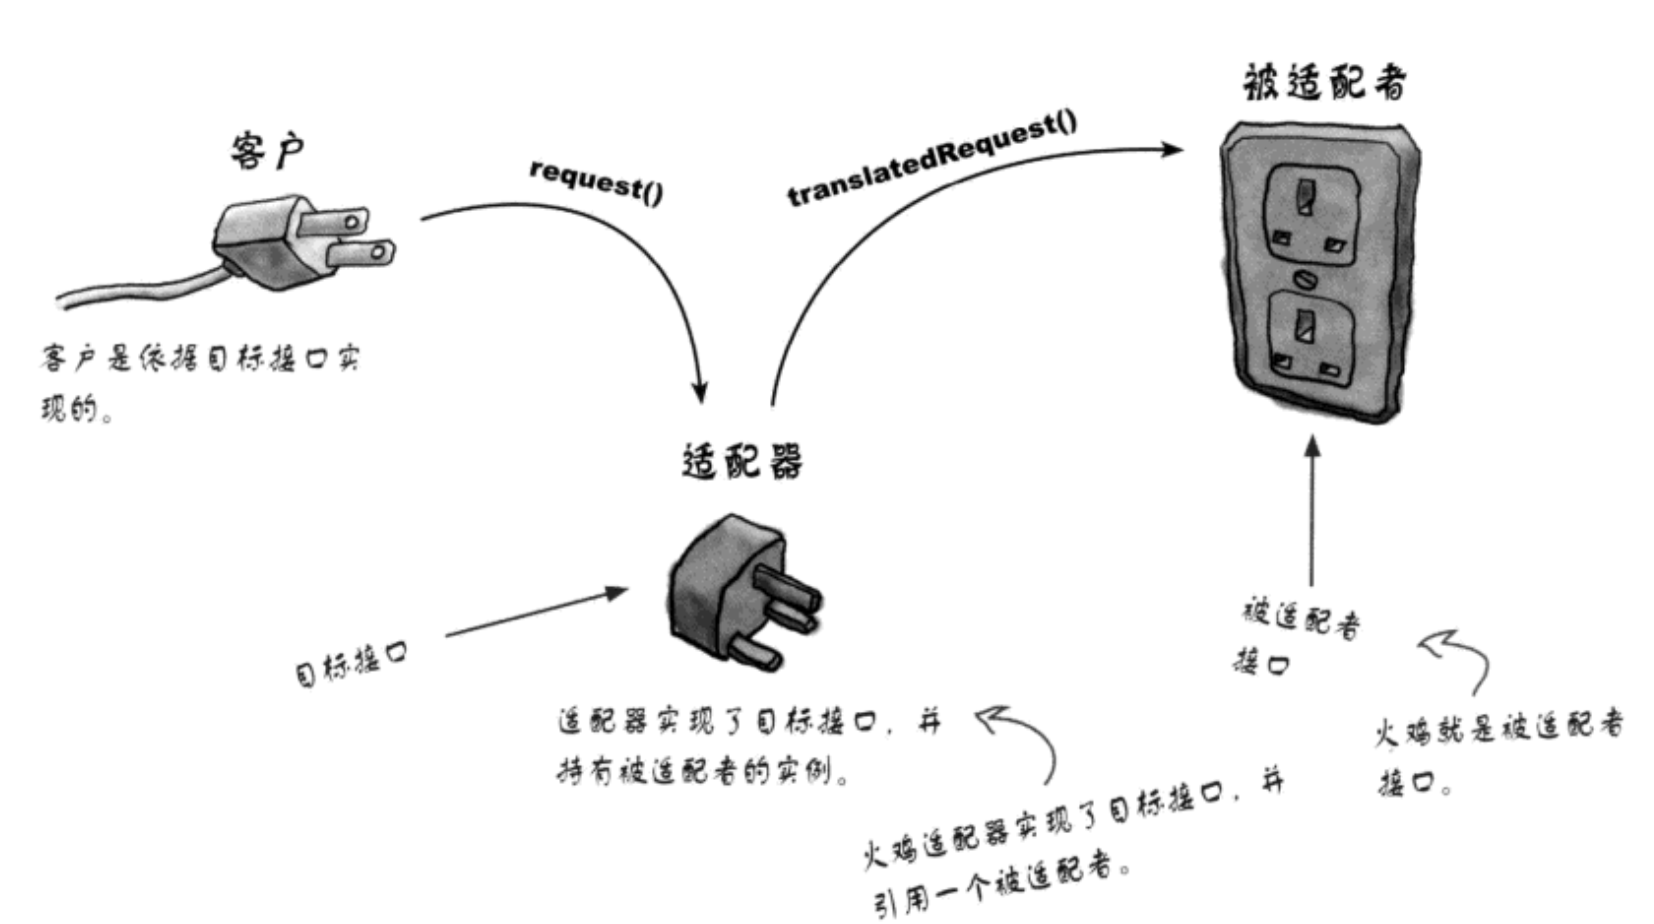 被适配者
客户
request()
translatedRequest()
客户是依据目标接口实
现的。
适配器
目标接口
适配器实现了目标接口，并
持有被适配者的实例。
被适配者
接口
火鸡就是被适配者
接口。
火鸡适配器实现了目标接口，并
引用一个被适配者。